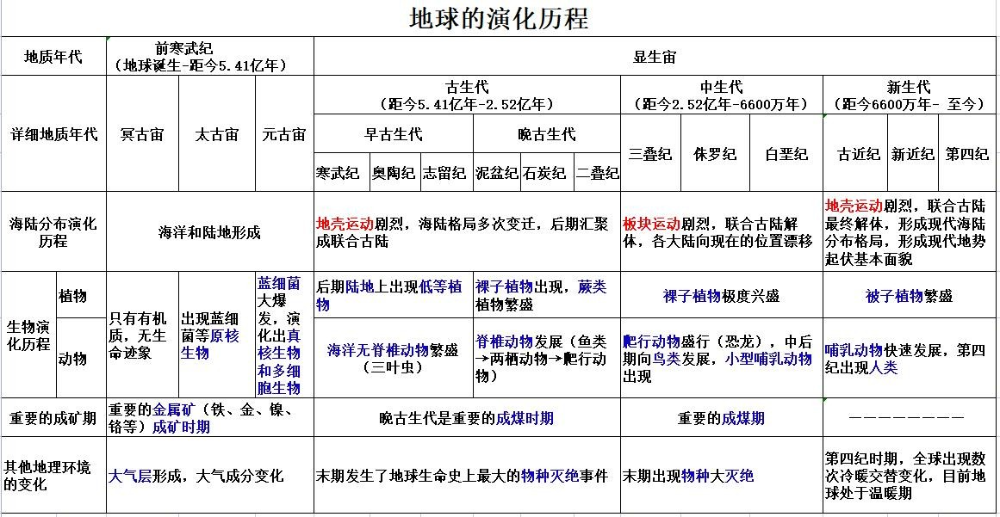 地球的演化历程
地质年代
前寒武纪
（地球诞生-距今5.41亿年）
显生宙
详细地质年代
冥古宙
太古宙
元古宙
古生代
（距今5.41亿年-2.52亿年）
中生代
（距今2.52亿年-6600万年）
新生代
（距今6600万年- 至今）
早古生代
晚古生代
三叠纪
侏罗纪
白垩纪
古近纪
新近纪
第四纪
寒武纪
奥陶纪
志留纪
泥盆纪
石炭纪
二叠纪
海陆分布演化
历程
海洋和陆地形成
地壳运动剧烈，海陆格局多次变迁，后期汇聚
成联合古陆
板块运动剧烈，联合古陆解
体，各大陆向现在的位置漂移
地壳运动剧烈，联合古陆
最终解体，形成现代海陆
分布格局，形成现代地势
起伏基本面貌
生物演
化历程
植物
动物
只有有机
质，无生
命迹象
出现蓝细
菌等原核
生物
蓝细菌
大爆
发，演
化出真
核生物
和多细
胞生物
后期陆地上出现低等植
物
裸子植物出现，蕨类
植物繁盛
裸子植物极度兴盛
被子植物繁盛
海洋无脊椎动物繁盛
（三叶虫）
脊椎动物发展（鱼类
→两栖动物→爬行动
物）
爬行动物盛行（恐龙），中后
期向鸟类发展，小型哺乳动物
出现
哺乳动物快速发展，第四
纪出现人类
重要的成矿期
重要的金属矿（铁、金、镍、
铬等）成矿时期
晚古生代是重要的成煤时期
重要的成煤期
————————
其他地理环境
的变化
大气层形成，大气成分变化
末期发生了地球生命史上最大的物种灭绝事件
末期出现物种大灭绝
第四纪时期，全球出现数
次冷暖交替变化，目前地
球处于温暖期